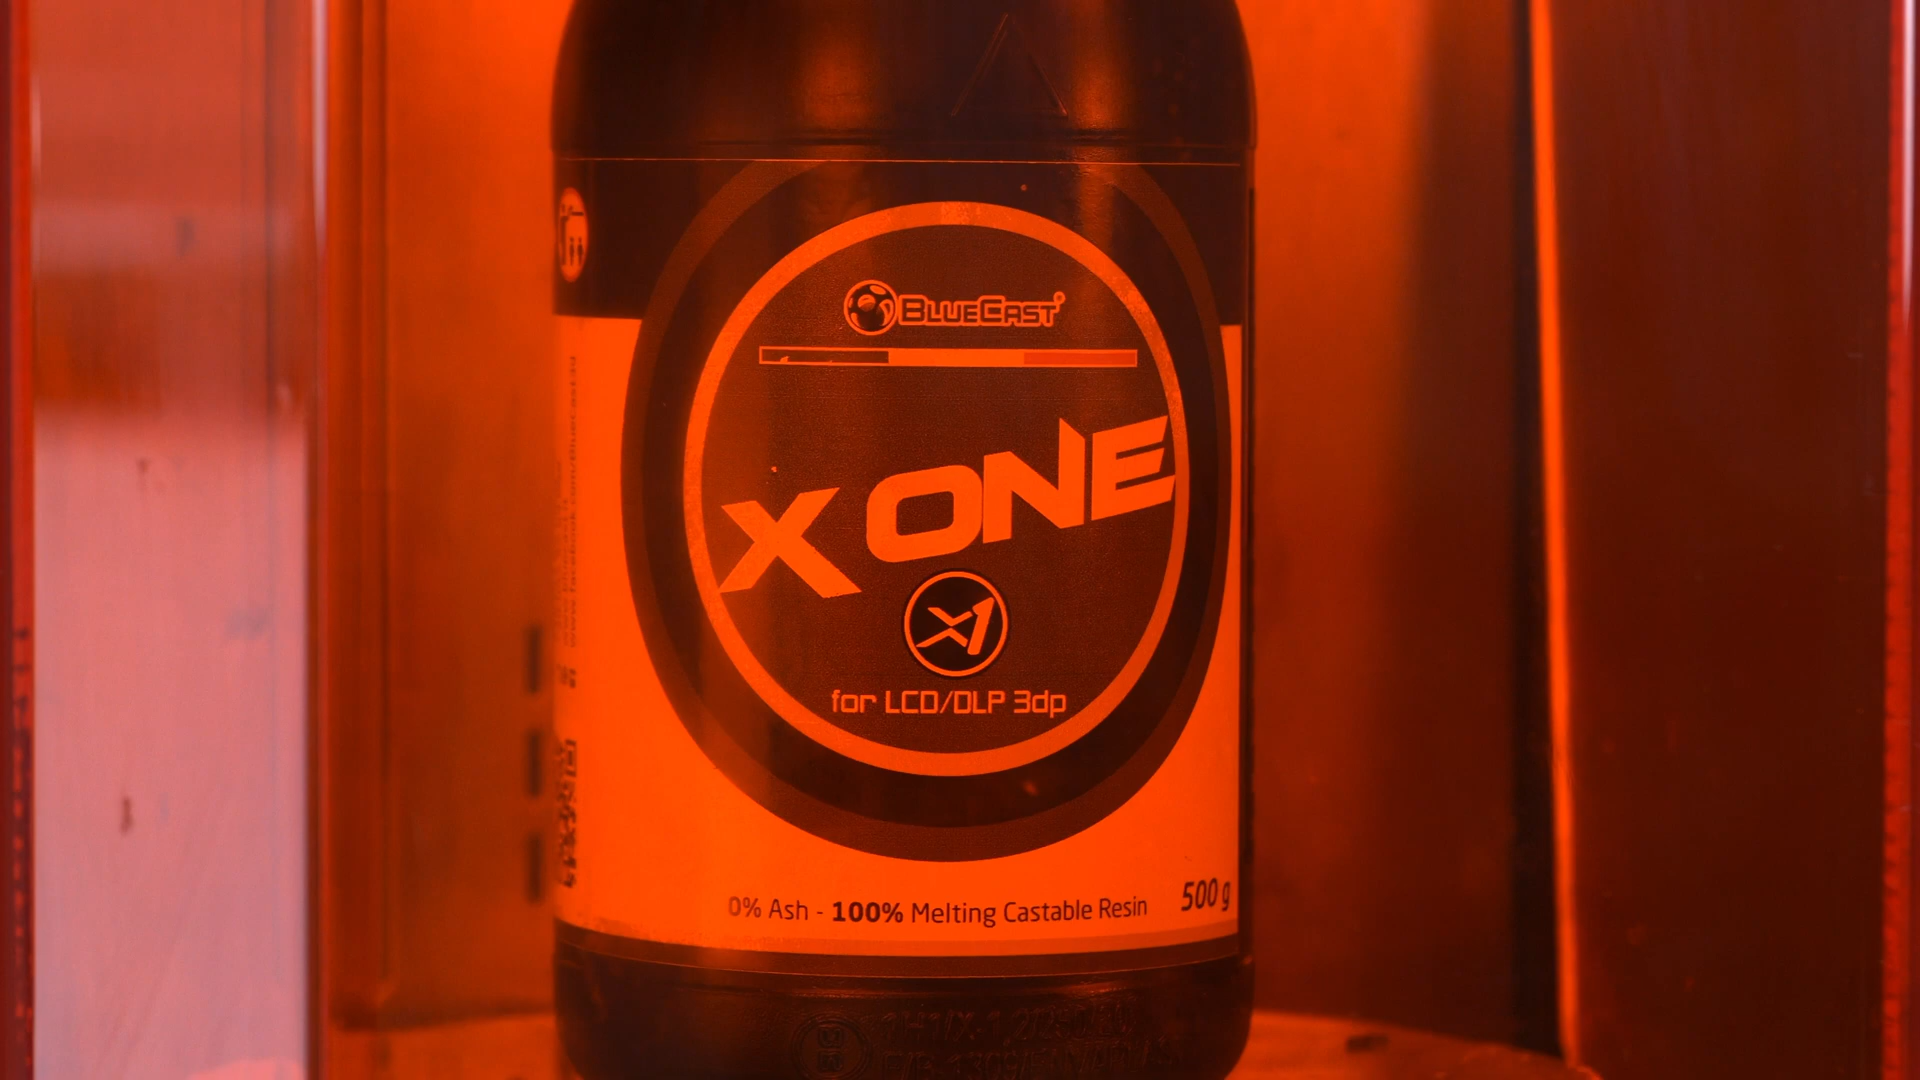 BLUECAST®
X ONE
X1
for LCD/DLP 3dp
0% Ash - 100% Melting Castable Resin
500 g